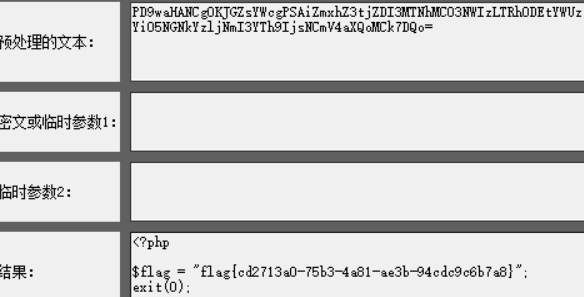 预处理的文本:
PD9waHANCg0KJGZsYWcgPSAiZmxhZ3tjZDI3MTNhMC03NWIzLTRhODEtYWUz
Yi05NGNkYzljNmI3YTh9IjsNCmV4aXQoMCk7DQo=
密文或临时参数1:
临时参数2:
结果:
<?php
$flag = "flag{cd2713a0-75b3-4a81-ae3b-94cdc9c6b7a8}";
exit(0);